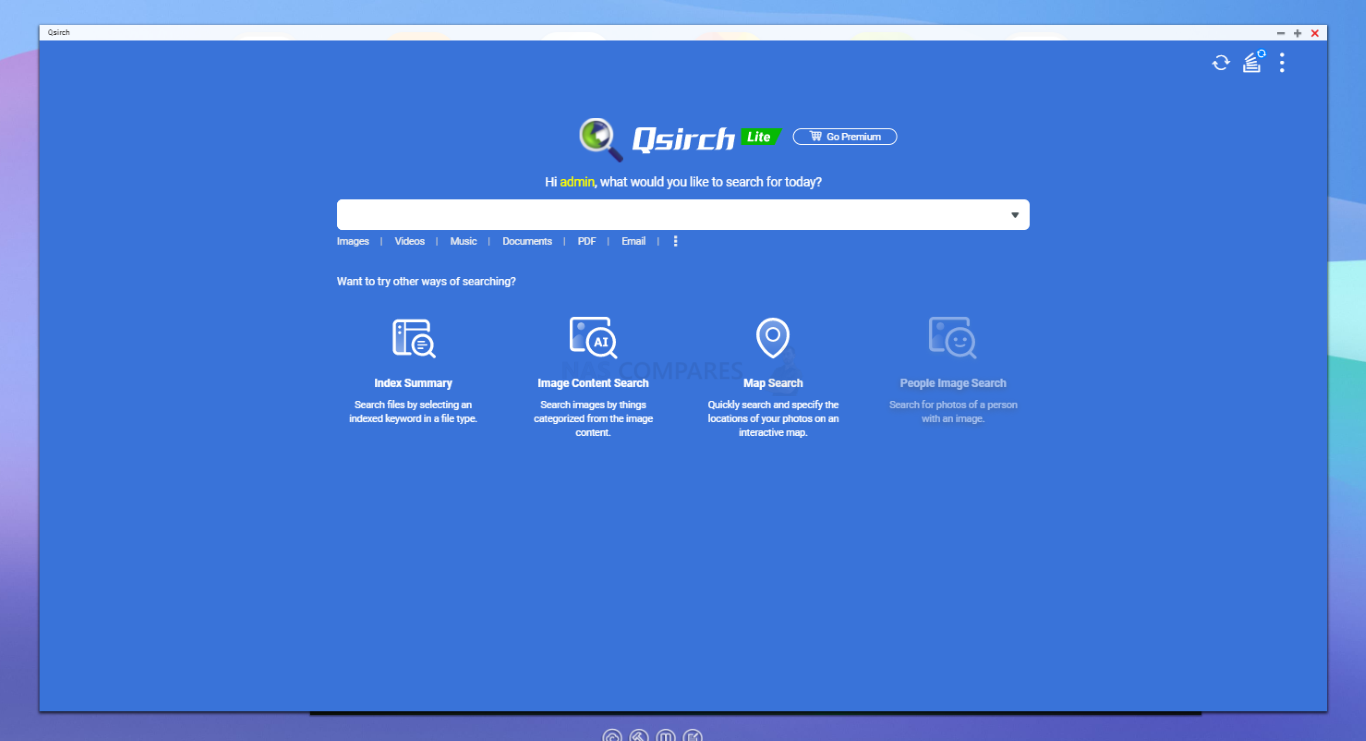 Qsirch
Qsirch Lite Go Premium
Hi admin, what would you like to search for today?
Images | Videos | Music | Documents | PDF | Email |
Want to try other ways of searching?
AI
NAS COMPARES
Index Summary
Search files by selecting an
indexed keyword in a file type.
Image Content Search
Search images by things
categorized from the image
content.
Map Search
Quickly search and specify the
locations of your photos on an
interactive map.
People Image Search
Search for photos of a person
with an image.